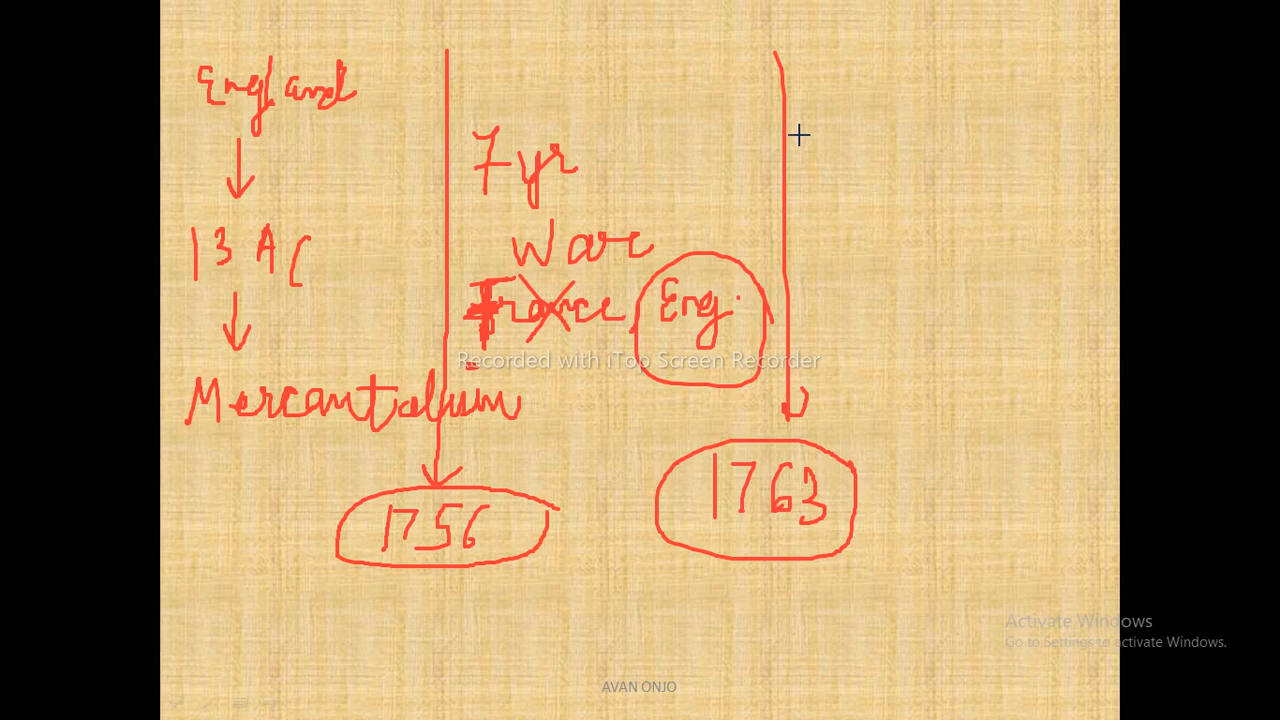 England
13 AC
Mercantalism
7 yr
War
France Eng.
1756
1763
Recorded with iTop Screen Recorder
Activate Windows
Go to Settings to activate Windows.
AVAN ONJO